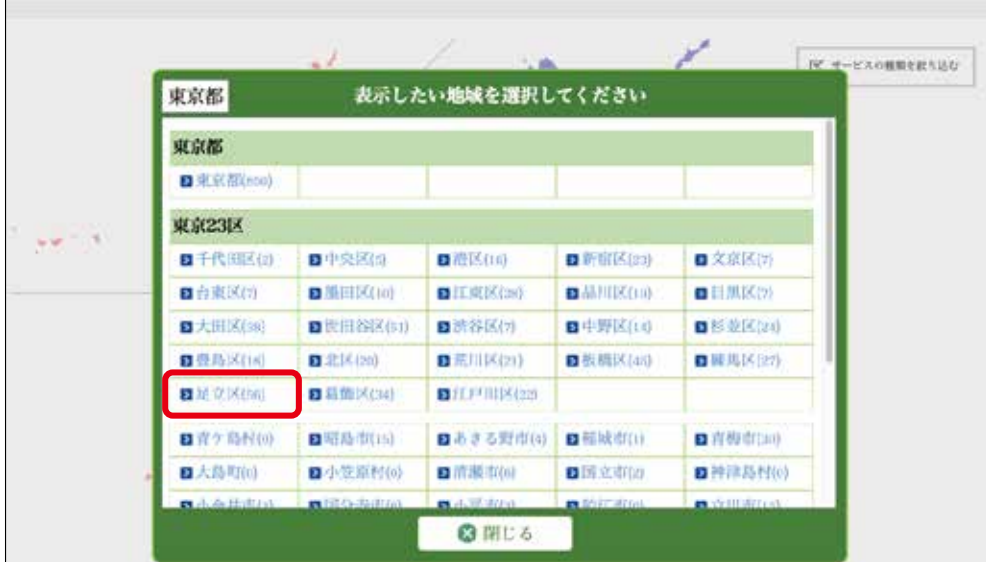 サービスの種類を絞り込む
東京都 表示したい地域を選択してください
東京都
東京都(800)
東京23区
千代田区(2) 中央区(5) 港区(16) 新宿区(23) 文京区(7)
台東区(7) 墨田区(10) 江東区(28) 品川区(19) 目黒区(7)
大田区(38) 世田谷区(51) 渋谷区(7) 中野区(14) 杉並区(24)
豊島区(18) 北区(20) 荒川区(21) 板橋区(45) 練馬区(27)
足立区(56) 葛飾区(34) 江戸川区(22)
青ケ島村(0) 昭島市(15) あきる野市(4) 稲城市(1) 青梅市(30)
大島町(0) 小笠原村(0) 清瀬市(6) 国立市(2) 神津島村(0)
閉じる